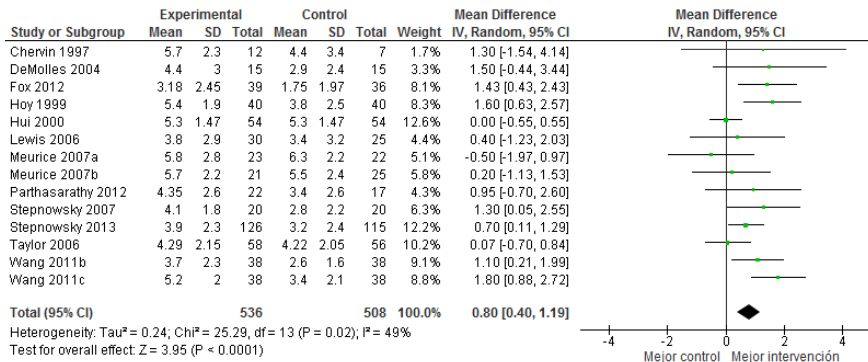 Experimental Control Mean Difference Mean Difference
Study or Subgroup Mean SD Total Mean SD Total Weight IV, Random, 95% CI IV, Random, 95% CI
Chervin 1997 5.7 2.3 12 4.4 3.4 7 1.7% 1.30 [-1.54, 4.14]
DeMolles 2004 4.4 3 15 2.9 2.4 15 3.3% 1.50 [-0.44, 3.44]
Fox 2012 3.18 2.45 39 1.75 1.97 36 8.1% 1.43 [0.43, 2.43]
Hoy 1999 5.4 1.9 40 3.8 2.5 40 8.3% 1.60 [0.63, 2.57]
Hui 2000 5.3 1.47 54 5.3 1.47 54 12.6% 0.00 [-0.55, 0.55]
Lewis 2006 3.8 2.9 30 3.4 3.2 25 4.4% 0.40 [-1.23, 2.03]
Meurice 2007a 5.8 2.8 23 6.3 2.2 22 5.1% -0.50 [-1.97, 0.97]
Meurice 2007b 5.7 2.2 21 5.5 2.4 25 5.7% 0.20 [-1.13, 1.53]
Parthasarathy 2012 4.35 2.6 22 3.4 2.6 17 4.3% 0.95 [-0.70, 2.60]
Stepnowsky 2007 4.1 1.8 20 2.8 2.2 20 6.3% 1.30 [0.05, 2.55]
Stepnowsky 2013 3.9 2.3 126 3.2 2.4 115 12.2% 0.70 [0.11, 1.29]
Taylor 2006 4.29 2.15 58 4.22 2.05 56 10.2% 0.07 [-0.70, 0.84]
Wang 2011b 3.7 2.3 38 2.6 1.6 38 9.1% 1.10 [0.21, 1.99]
Wang 2011c 5.2 2 38 3.4 2.1 38 8.8% 1.80 [0.88, 2.72]
Total (95% CI) 536 508 100.0% 0.80 [0.40, 1.19]
Heterogeneity: Tau² = 0.24; Chi² = 25.29, df = 13 (P = 0.02); I² = 49%
Test for overall effect: Z = 3.95 (P < 0.0001)
-4 -2 0 2 4
Mejor control Mejor intervención